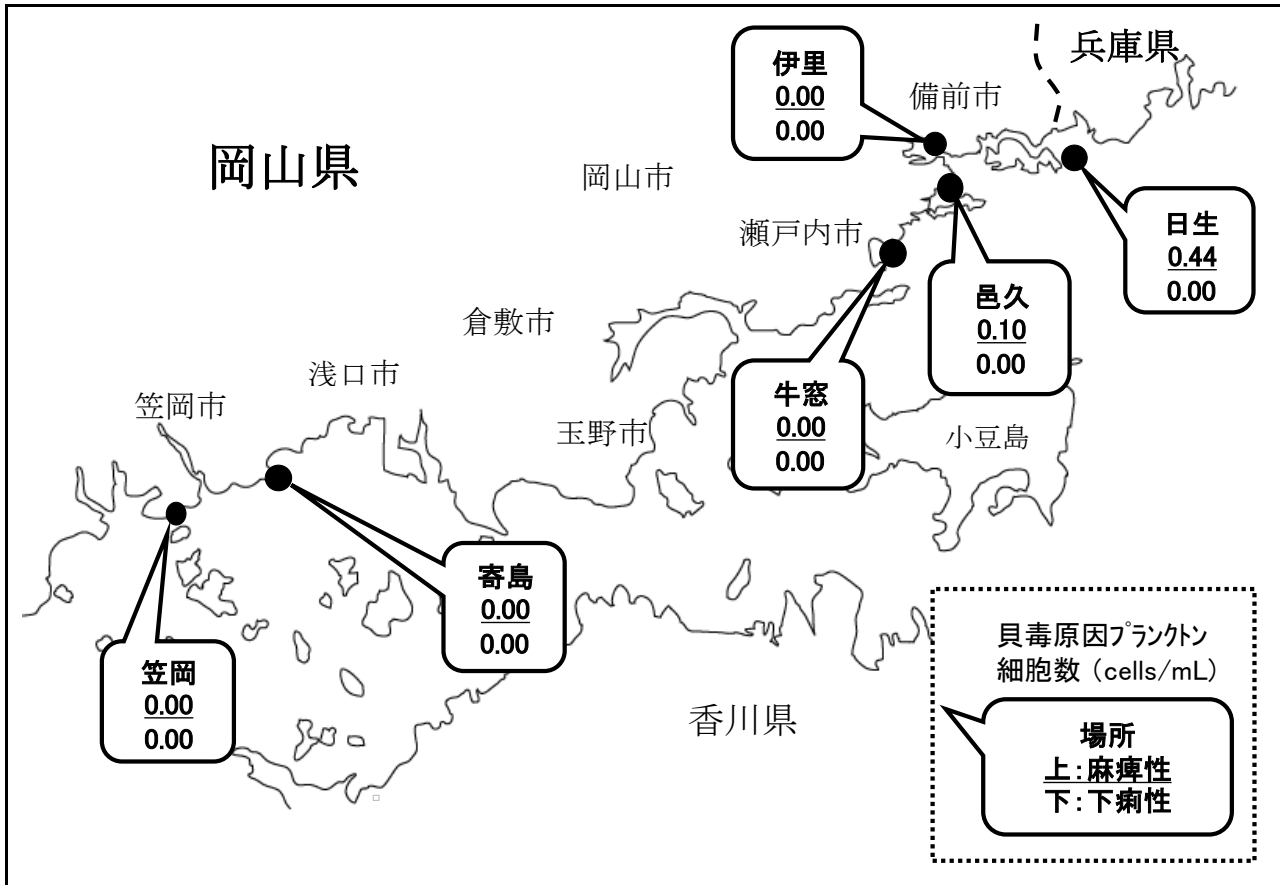 兵庫県
伊里
0.00
0.00
備前市
岡山県
岡山市
日生
0.44
0.00
瀬戸内市
邑久
0.10
0.00
倉敷市
牛窓
0.00
0.00
浅口市
笠岡市
玉野市
小豆島
寄島
0.00
0.00
笠岡
0.00
0.00
香川県
貝毒原因プランクトン
細胞数 (cells/mL)
場所
上:麻痺性
下:下痢性